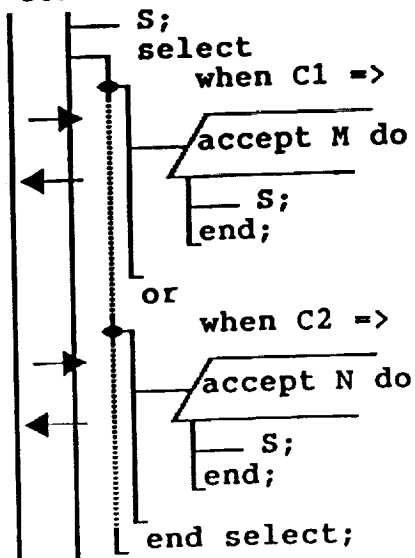 S;
select
when C1 =>
accept M do
S;
end;
or
when C2 =>
accept N do
S;
end;
end select;